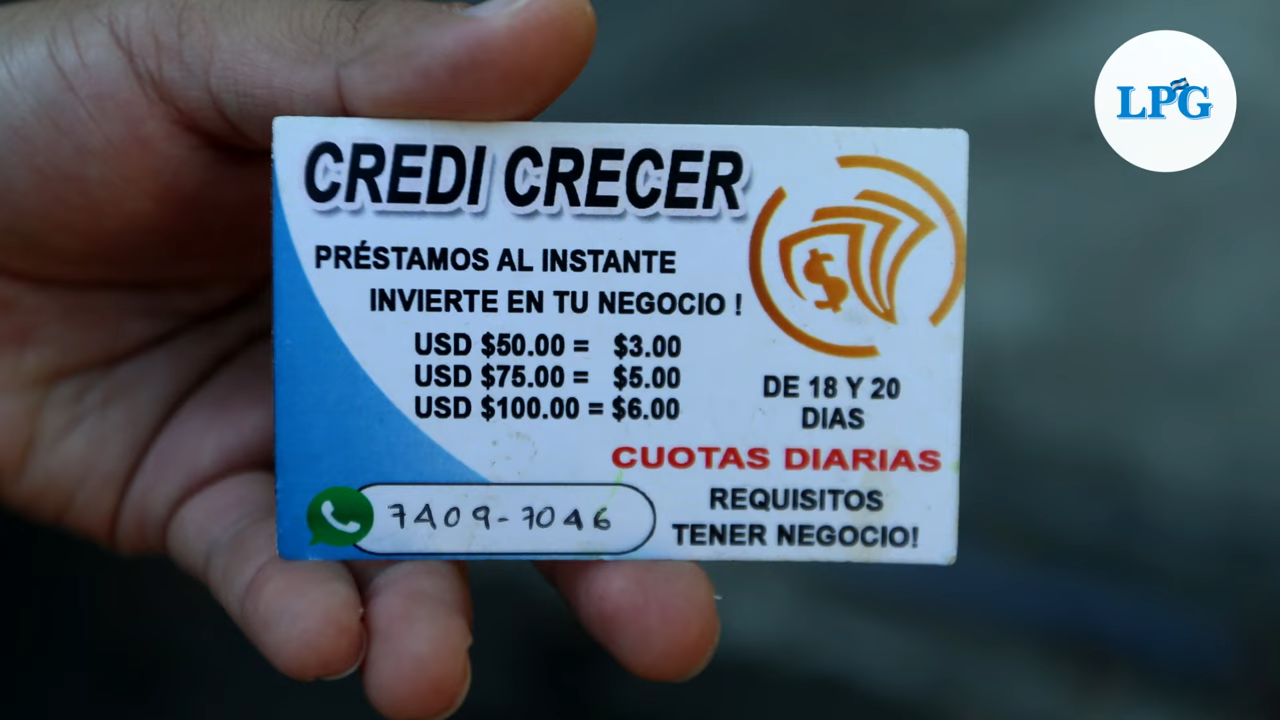 LPG
CREDI CRECER
PRÉSTAMOS AL INSTANTE
INVIERTE EN TU NEGOCIO !
USD $50.00 = $3.00
USD $75.00 = $5.00
USD $100.00 = $6.00
$
DE 18 Y 20
DIAS
CUOTAS DIARIAS
REQUISITOS
TENER NEGOCIO!
7409-7046